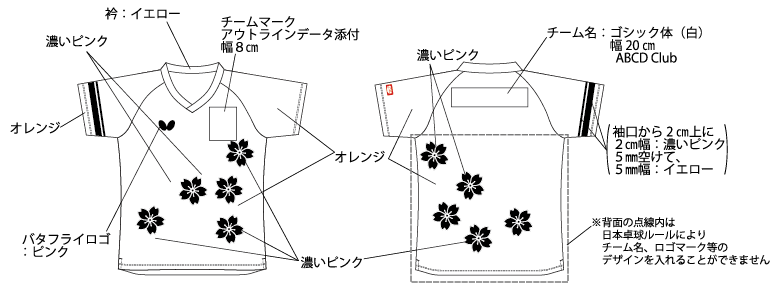 衿：イエロー
チームマーク
アウトラインデータ添付
幅８㎝
濃いピンク
オレンジ
バタフライロゴ
：ピンク
オレンジ
濃いピンク
濃いピンク
チーム名：ゴシック体（白）
幅 20 ㎝
ABCD Club
袖口から２㎝上に
２㎝幅：濃いピンク
５㎜空けて、
５㎜幅：イエロー
※背面の点線内は
日本卓球ルールにより
チーム名、ロゴマーク等の
デザインを入れることができません